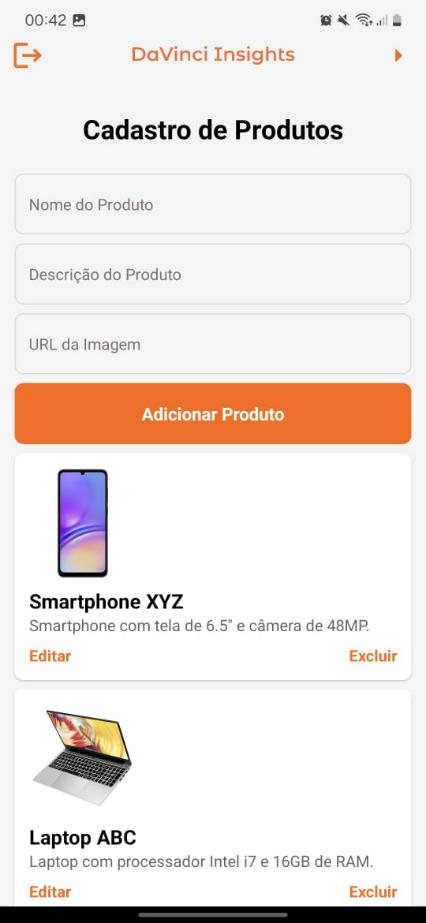 00:42
DaVinci Insights
Cadastro de Produtos
Nome do Produto
Descrição do Produto
URL da Imagem
Adicionar Produto
Smartphone XYZ
Smartphone com tela de 6.5" e câmera de 48MP.
Editar
Excluir
Laptop ABC
Laptop com processador Intel i7 e 16GB de RAM.
Editar
Excluir